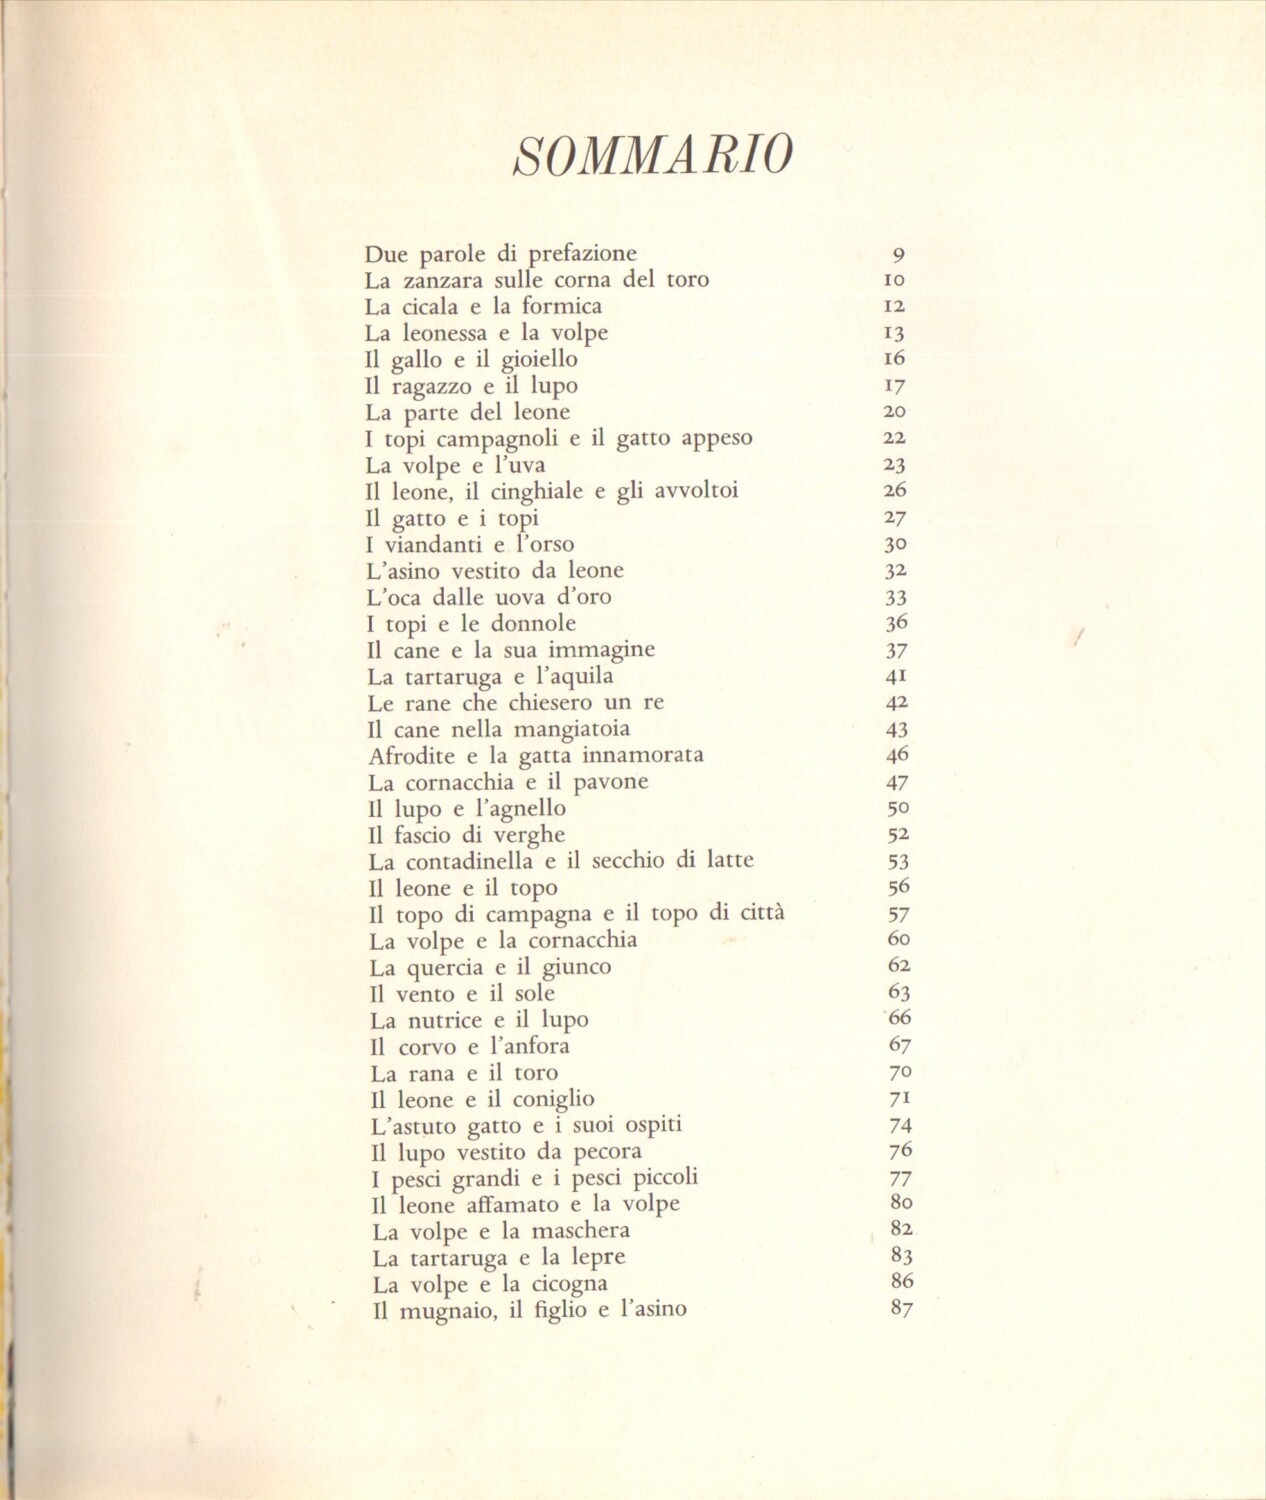 SOMMARIO
Due parole di prefazione 9
La zanzara sulle corna del toro 10
La cicala e la formica 12
La leonessa e la volpe 13
Il gallo e il gioiello 16
Il ragazzo e il lupo 17
La parte del leone 20
I topi campagnoli e il gatto appeso 22
La volpe e l'uva 23
Il leone, il cinghiale e gli avvoltoi 26
Il gatto e i topi 27
I viandanti e l'orso 30
L'asino vestito da leone 32
L'oca dalle uova d'oro 33
I topi e le donnole 36
Il cane e la sua immagine 37
La tartaruga e l'aquila 41
Le rane che chiesero un re 42
Il cane nella mangiatoia 43
Afrodite e la gatta innamorata 46
La cornacchia e il pavone 47
Il lupo e l'agnello 50
Il fascio di verghe 52
La contadinella e il secchio di latte 53
Il leone e il topo 56
Il topo di campagna e il topo di città 57
La volpe e la cornacchia 60
La quercia e il giunco 62
Il vento e il sole 63
La nutrice e il lupo 66
Il corvo e l'anfora 67
La rana e il toro 70
Il leone e il coniglio 71
L'astuto gatto e i suoi ospiti 74
Il lupo vestito da pecora 76
I pesci grandi e i pesci piccoli 77
Il leone affamato e la volpe 80
La volpe e la maschera 82
La tartaruga e la lepre 83
La volpe e la cicogna 86
Il mugnaio, il figlio e l'asino 87